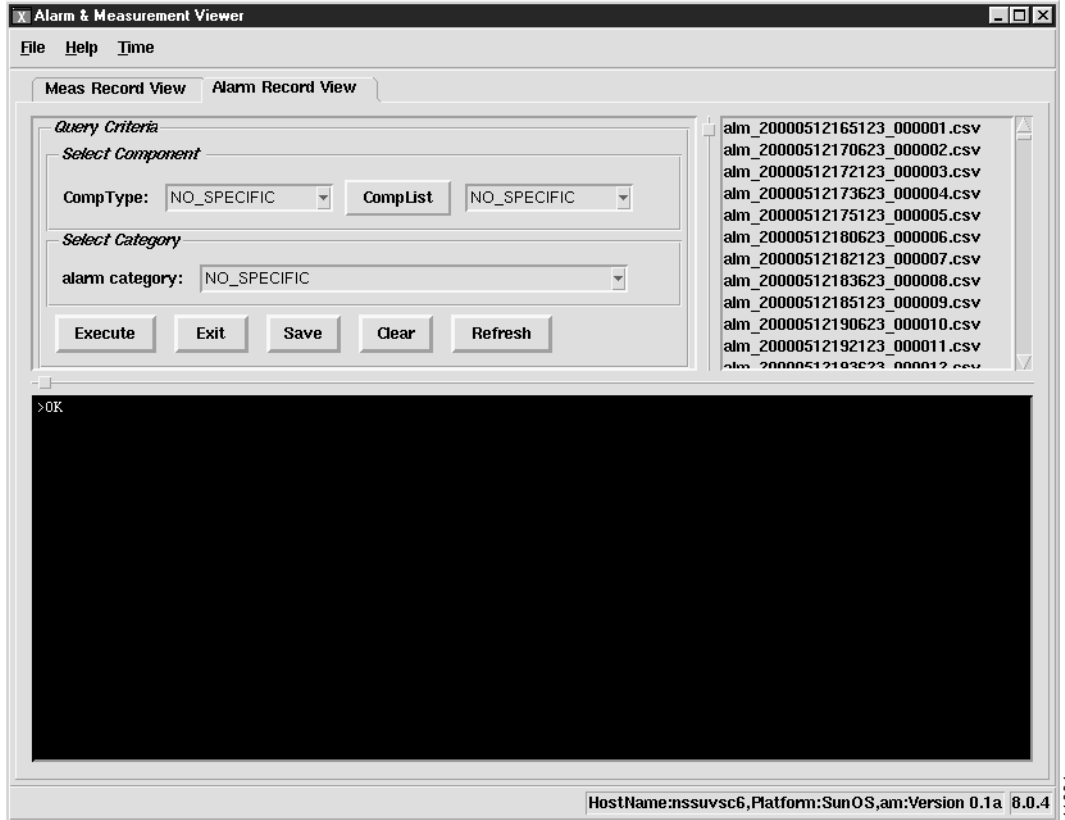 X Alarm & Measurement Viewer
File Help Time
Meas Record View Alarm Record View
Query Criteria
Select Component
CompType: NO_SPECIFIC CompList NO_SPECIFIC
Select Category
alarm category: NO_SPECIFIC
Execute Exit Save Clear Refresh
alm_20000512165123_000001.csv
alm_20000512170623_000002.csv
alm_20000512172123_000003.csv
alm_20000512173623_000004.csv
alm_20000512175123_000005.csv
alm_20000512180623_000006.csv
alm_20000512182123_000007.csv
alm_20000512183623_000008.csv
alm_20000512185123_000009.csv
alm_20000512190623_000010.csv
alm_20000512192123_000011.csv
alm_20000512193623_000012.csv
>OK
HostName:nssuvsc6,Platform:SunOS,am:Version 0.1a 8.0.4